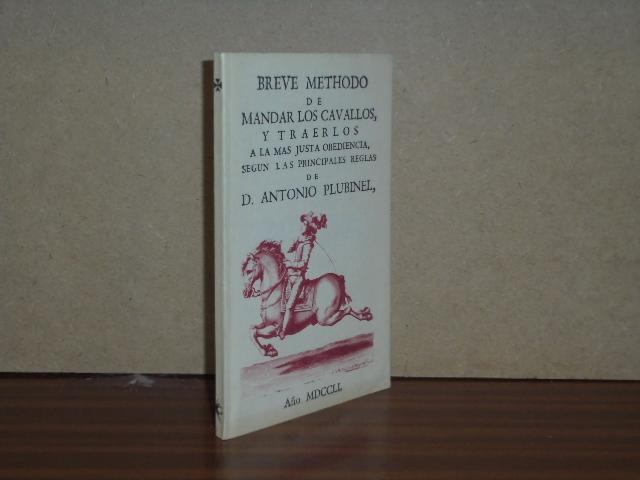 BREVE METHODO
DE
MANDAR LOS CAVALLOS,
Y TRAERLOS
A LA MAS JUSTA OBEDIENCIA,
SEGUN LAS PRINCIPALES REGLAS
DE
D. ANTONIO PLUBINEL,
Año MDCCLI.